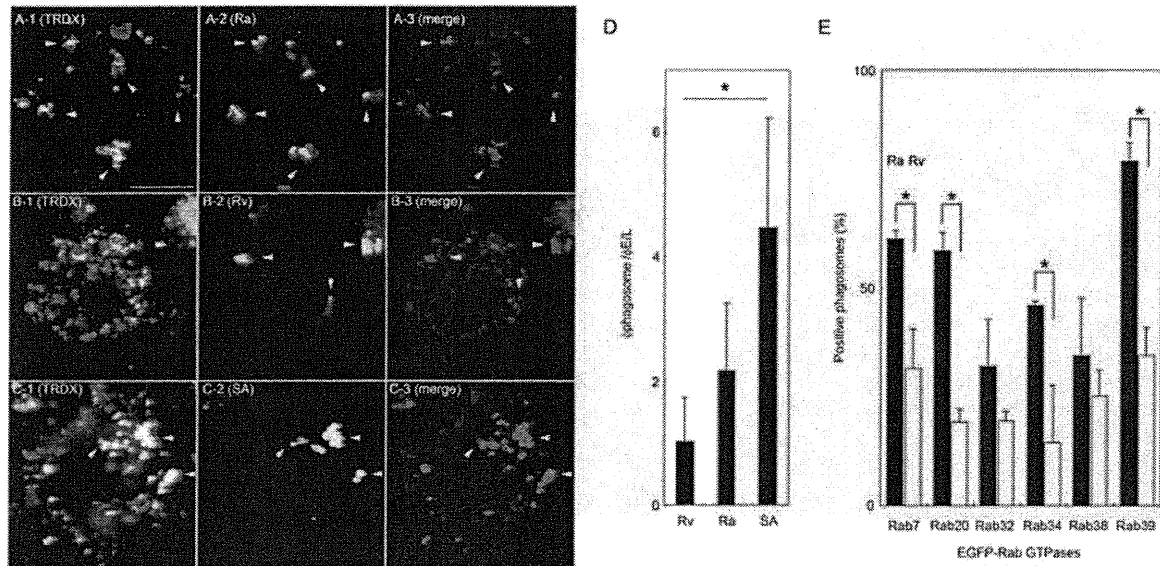 A-1 (TRDX)
A-2 (Ra)
A-3 (merge)
B-1 (TRDX)
B-2 (Rv)
B-3 (merge)
C-1 (TRDX)
C-2 (SA)
C-3 (merge)
D
*
6
4
2
0
Rv
Ra
SA
E
100
50
0
Positive phagosomes (%)
Ra Rv
*
*
*
*
Rab7
Rab20
Rab32
Rab34
Rab38
Rab39
EGFP-Rab GTPases